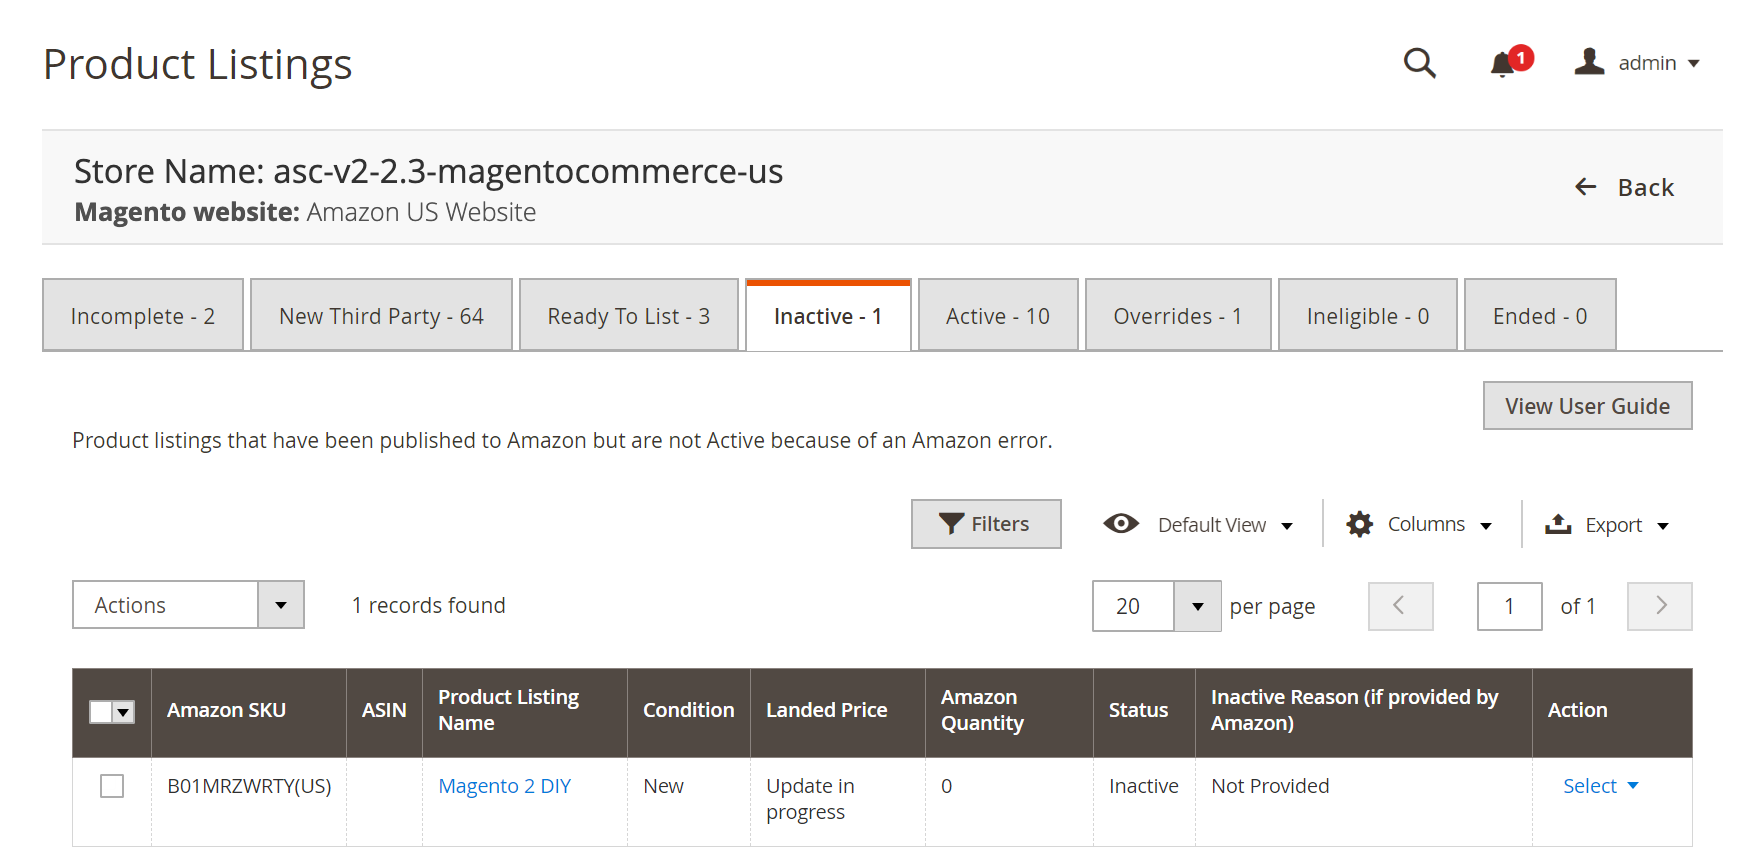 Product Listings
1
admin
Store Name: asc-v2-2.3-magentocommerce-us
Magento website: Amazon US Website
Back
Incomplete - 2
New Third Party - 64
Ready To List - 3
Inactive - 1
Active - 10
Overrides - 1
Ineligible - 0
Ended - 0
View User Guide
Product listings that have been published to Amazon but are not Active because of an Amazon error.
Filters
Default View
Columns
Export
Actions
1 records found
20
per page
1
of 1
Amazon SKU
ASIN
Product Listing
Name
Condition
Landed Price
Amazon
Quantity
Status
Inactive Reason (if provided by
Amazon)
Action
B01MRZWRTY(US)
Magento 2 DIY
New
Update in
progress
0
Inactive
Not Provided
Select